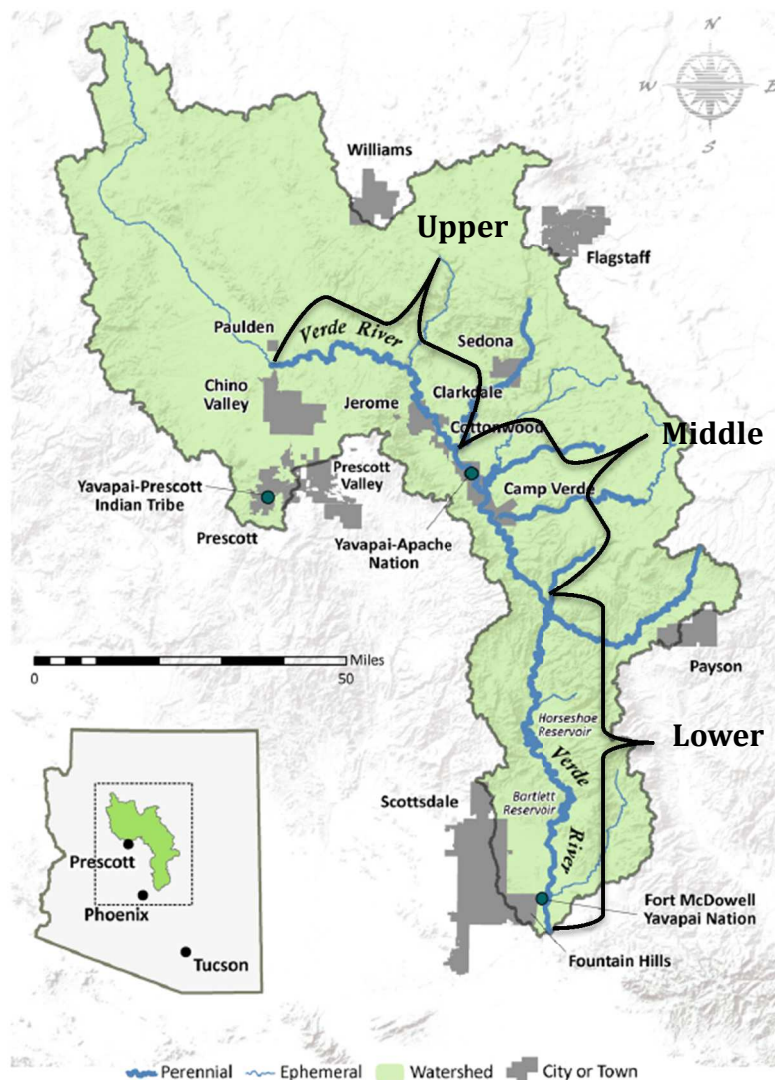 N
W
E
S
Williams
Upper
Flagstaff
Paulden
Verde River
Sedona
Chino
Valley
Jerome
Clarkdale
Cottonwood
Middle
Yavapai-Prescott
Indian Tribe
Prescott
Valley
Camp Verde
Prescott
Yavapai-Apache
Nation
Miles
0
50
Payson
Horseshoe
Reservoir
Lower
Verde
River
Scottsdale
Bartlett
Reservoir
Fort McDowell
Yavapai Nation
Fountain Hills
Prescott
Phoenix
Tucson
Perennial
Ephemeral
Watershed
City or Town